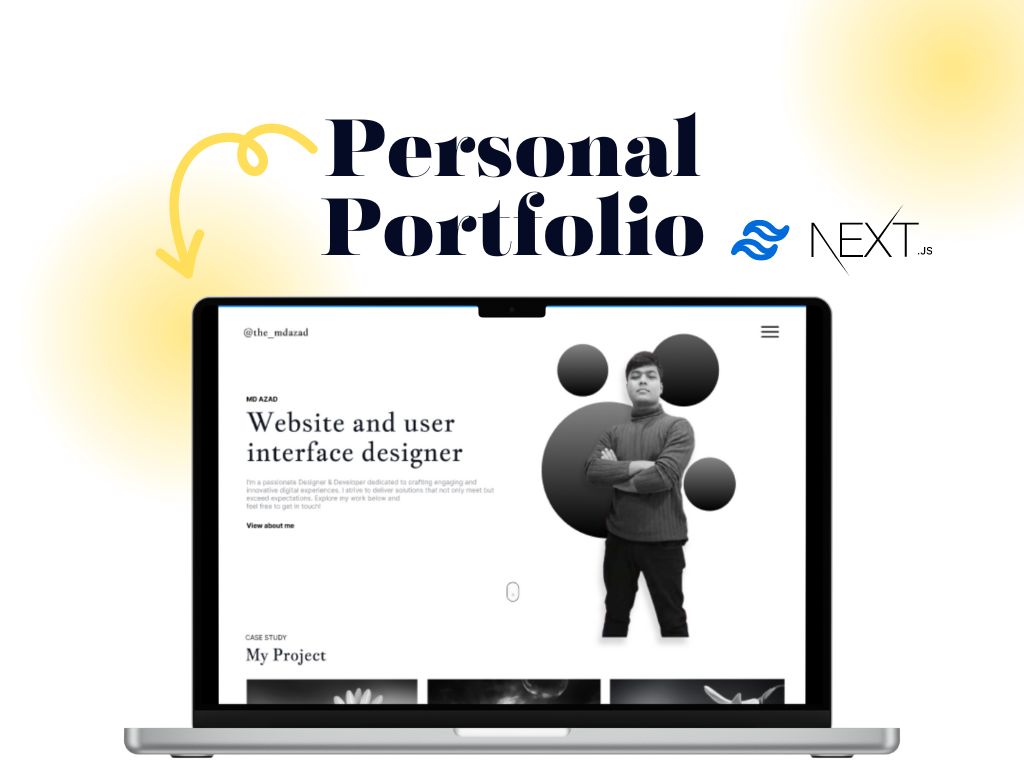 Personal
Portfolio
NEXT.JS
@the_mdazad
MD AZAD
Website and user
interface designer
I'm a passionate Designer & Developer dedicated to crafting engaging and
innovative digital experiences. I strive to deliver solutions that not only meet but
exceed expectations. Explore my work below and
feel free to get in touch!
View about me
CASE STUDY
My Project